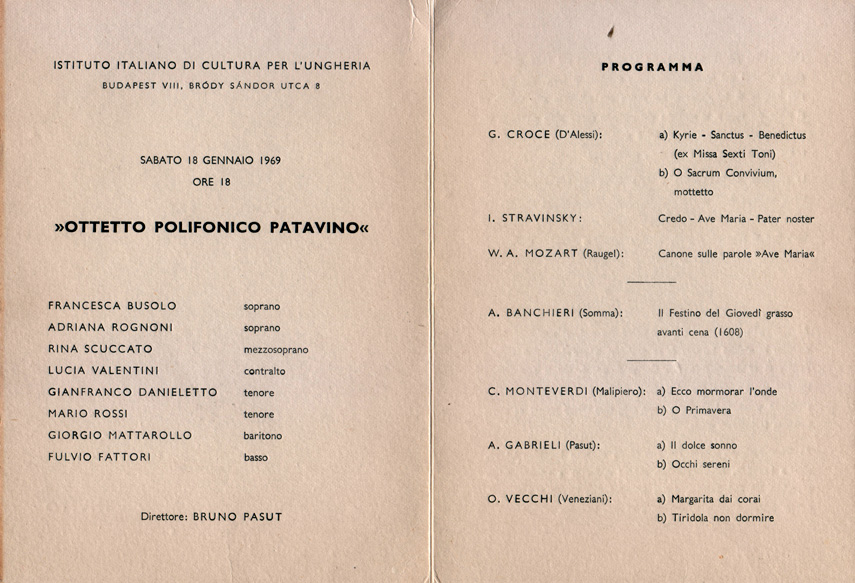 ISTITUTO ITALIANO DI CULTURA PER L'UNGHERIA
BUDAPEST VIII, BRÓDY SÁNDOR UTCA 8
SABATO 18 GENNAIO 1969
ORE 18
»OTTETTO POLIFONICO PATAVINO«
FRANCESCA BUSOLO soprano
ADRIANA ROGNONI soprano
RINA SCUCCATO mezzosoprano
LUCIA VALENTINI contralto
GIANFRANCO DANIELETTO tenore
MARIO ROSSI tenore
GIORGIO MATTAROLLO baritono
FULVIO FATTORI basso
Direttore: BRUNO PASUT
PROGRAMMA
G. CROCE (D'Alessi): a) Kyrie - Sanctus - Benedictus
(ex Missa Sexti Toni)
b) O Sacrum Convivium,
mottetto
I. STRAVINSKY: Credo - Ave Maria - Pater noster
W. A. MOZART (Raugel): Canone sulle parole »Ave Maria«
A. BANCHIERI (Somma): Il Festino del Giovedì grasso
avanti cena (1608)
C. MONTEVERDI (Malipiero): a) Ecco mormorar l'onde
b) O Primavera
A. GABRIELI (Pasut): a) Il dolce sonno
b) Occhi sereni
O. VECCHI (Veneziani): a) Margarita dai corai
b) Tiridola non dormire